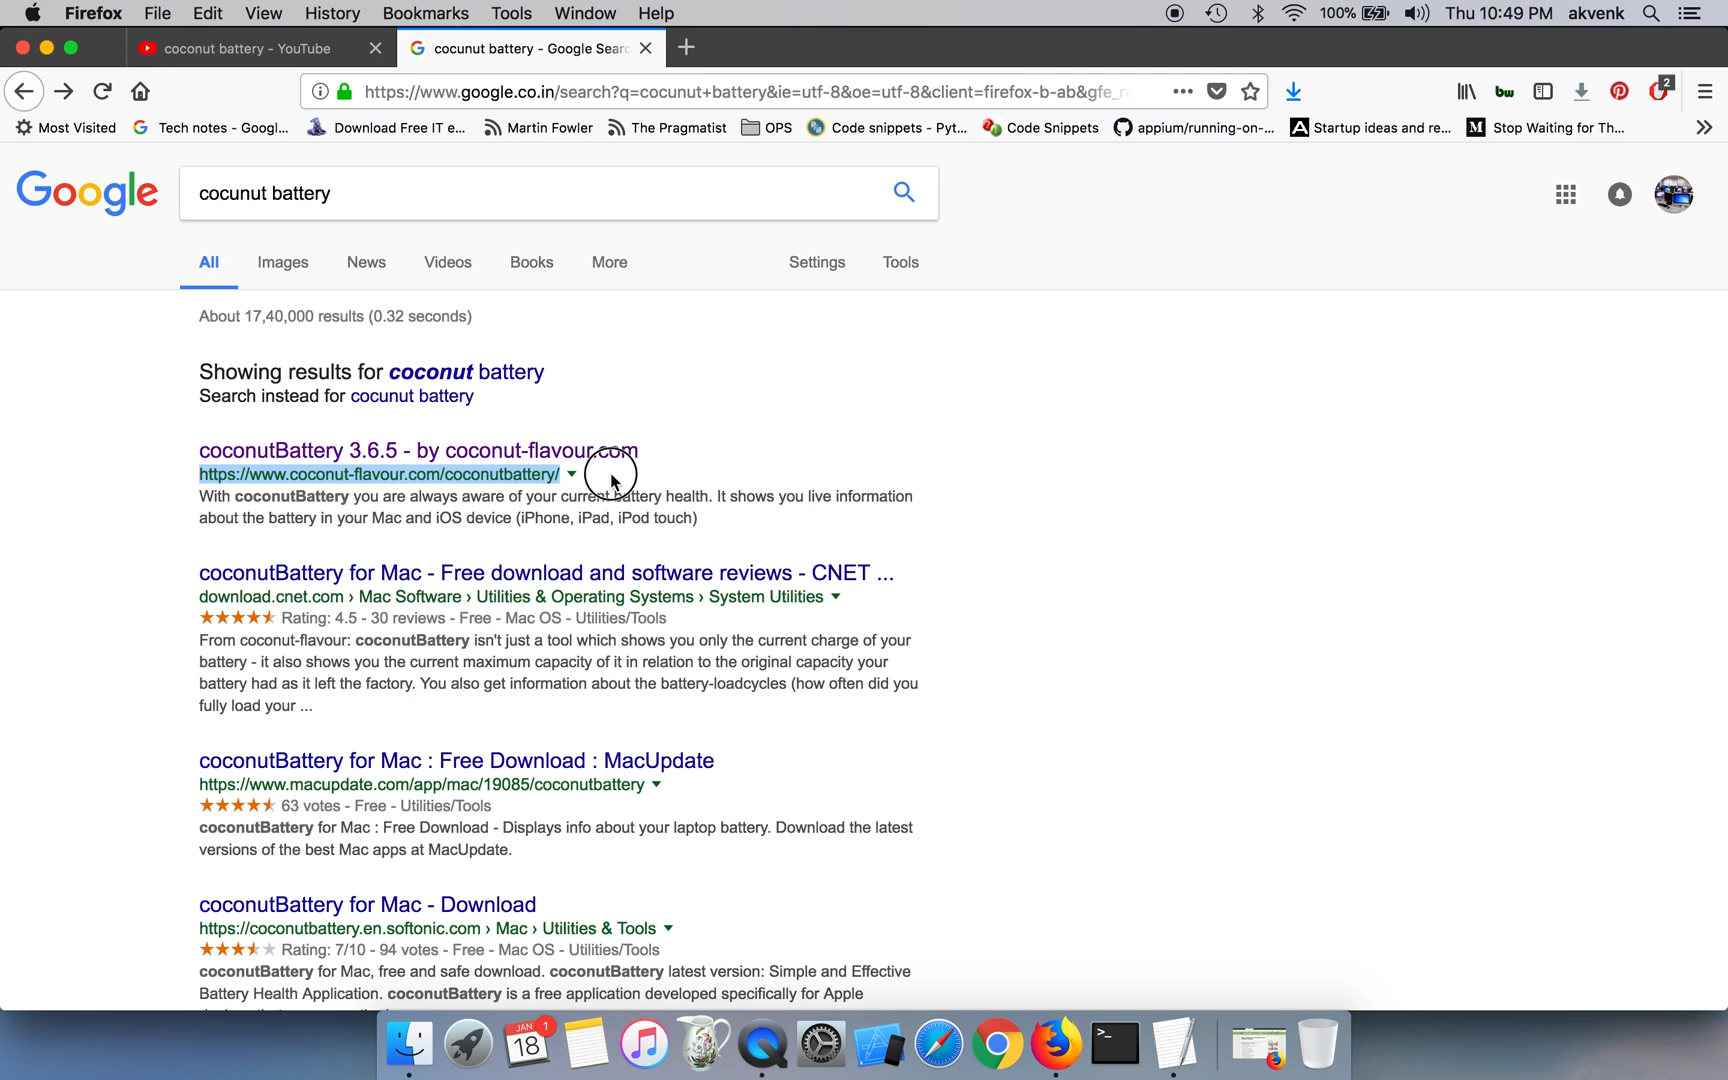 Firefox File Edit View History Bookmarks Tools Window Help 100% Thu 10:49 PM akvenk
coconut battery - YouTube
cocunut battery - Google Sear
https://www.google.co.in/search?q=cocunut+battery&ie=utf-8&oe=utf-8&client=firefox-b-ab&gfe_r
bw
2
Most Visited
Tech notes - Googl...
Download Free IT e...
Martin Fowler
The Pragmatist
OPS
Code snippets - Pyt...
Code Snippets
appium/running-on-...
A Startup ideas and re...
M Stop Waiting for Th...
Google
cocunut battery
All Images News Videos Books More Settings Tools
About 17,40,000 results (0.32 seconds)
Showing results for coconut battery
Search instead for cocunut battery
coconutBattery 3.6.5 - by coconut-flavour.com
https://www.coconut-flavour.com/coconutbattery/
With coconutBattery you are always aware of your current battery health. It shows you live information
about the battery in your Mac and iOS device (iPhone, iPad, iPod touch)
coconutBattery for Mac - Free download and software reviews - CNET ...
download.cnet.com › Mac Software › Utilities & Operating Systems › System Utilities
Rating: 4.5 - 30 reviews - Free - Mac OS - Utilities/Tools
From coconut-flavour: coconutBattery isn't just a tool which shows you only the current charge of your
battery - it also shows you the current maximum capacity of it in relation to the original capacity your
battery had as it left the factory. You also get information about the battery-loadcycles (how often did you
fully load your ...
coconutBattery for Mac : Free Download : MacUpdate
https://www.macupdate.com/app/mac/19085/coconutbattery
63 votes - Free - Utilities/Tools
coconutBattery for Mac : Free Download - Displays info about your laptop battery. Download the latest
versions of the best Mac apps at MacUpdate.
coconutBattery for Mac - Download
https://coconutbattery.en.softonic.com › Mac › Utilities & Tools
Rating: 7/10 - 94 votes - Free - Mac OS - Utilities/Tools
coconutBattery for Mac, free and safe download. coconutBattery latest version: Simple and Effective
Battery Health Application. coconutBattery is a free application developed specifically for Apple
JAN
18
1